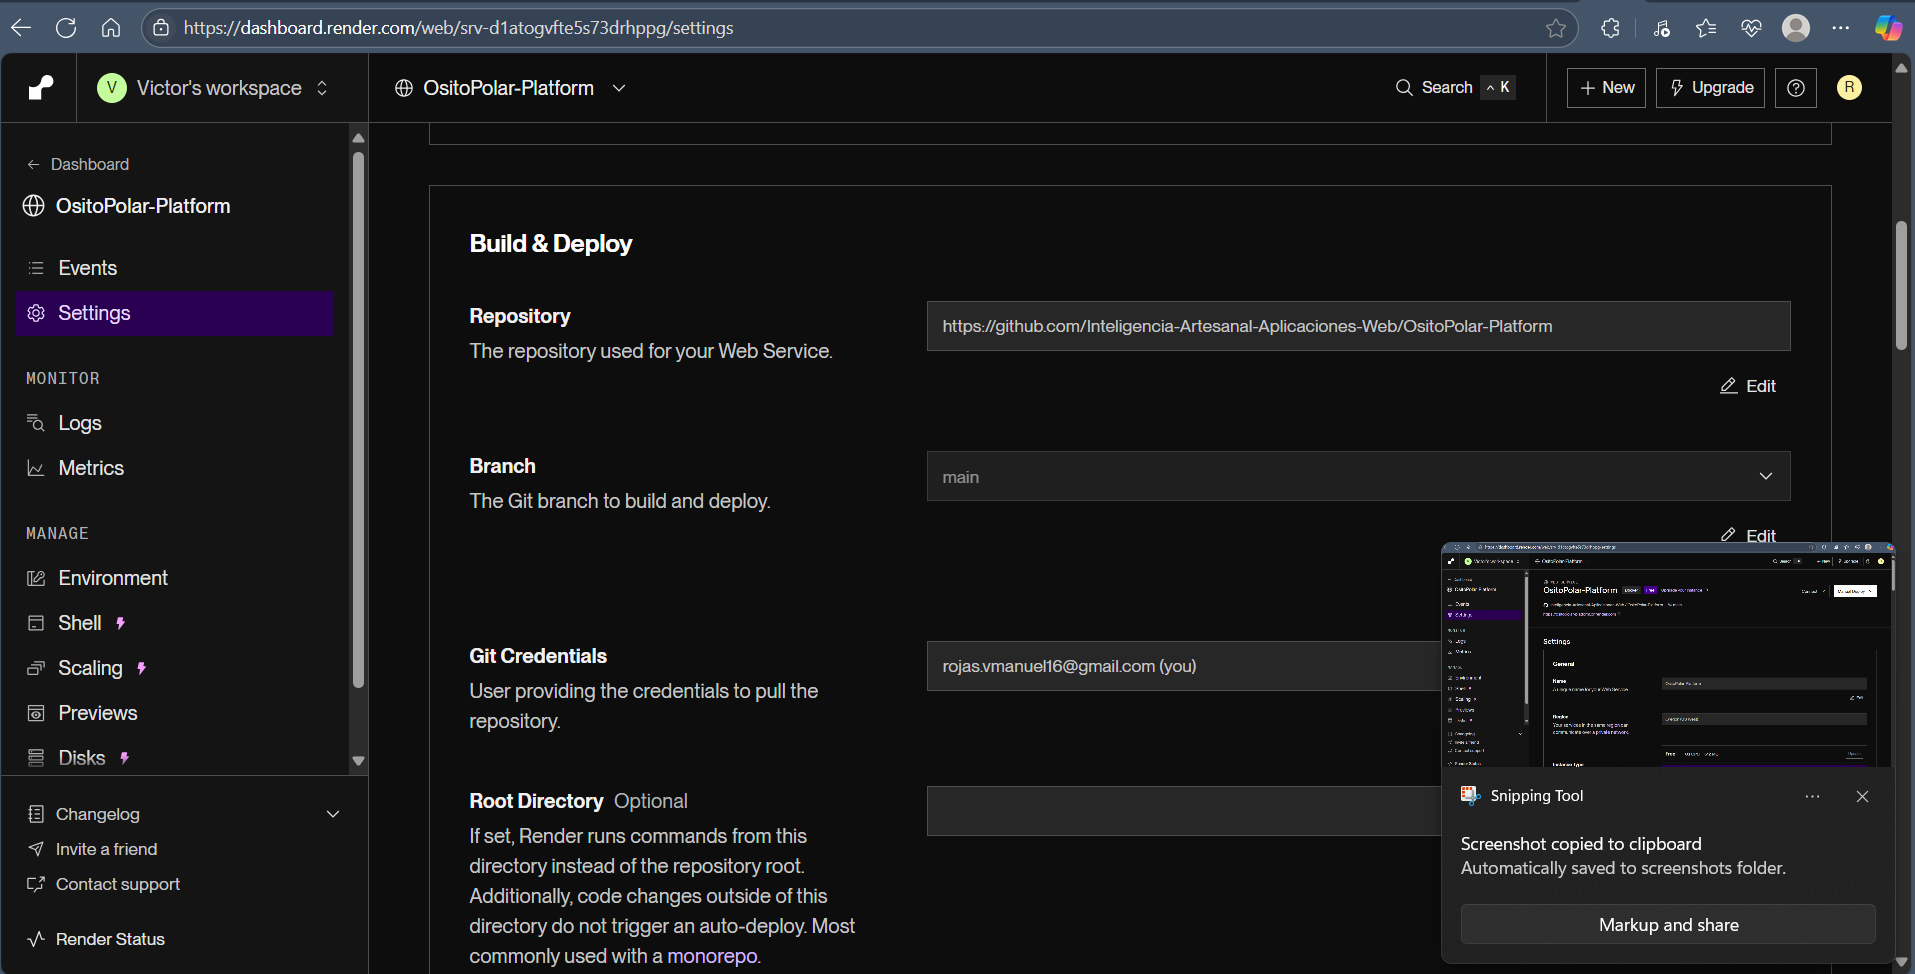 https://dashboard.render.com/web/srv-d1atogvfte5s73drhppg/settings
V Victor's workspace
OsitoPolar-Platform
Search ^ K
+ New
Upgrade
R
← Dashboard
OsitoPolar-Platform
Events
Settings
MONITOR
Logs
Metrics
MANAGE
Environment
Shell
Scaling
Previews
Disks
Changelog
Invite a friend
Contact support
Render Status
Build & Deploy
Repository
The repository used for your Web Service.
https://github.com/Inteligencia-Artesanal-Aplicaciones-Web/OsitoPolar-Platform
Edit
Branch
The Git branch to build and deploy.
main
Edit
Git Credentials
User providing the credentials to pull the
repository.
rojas.vmanuel16@gmail.com (you)
Root Directory Optional
If set, Render runs commands from this
directory instead of the repository root.
Additionally, code changes outside of this
directory do not trigger an auto-deploy. Most
commonly used with a monorepo.
OsitoPolar-Platform
Settings
General
Name
Region
Snipping Tool
Screenshot copied to clipboard
Automatically saved to screenshots folder.
Markup and share